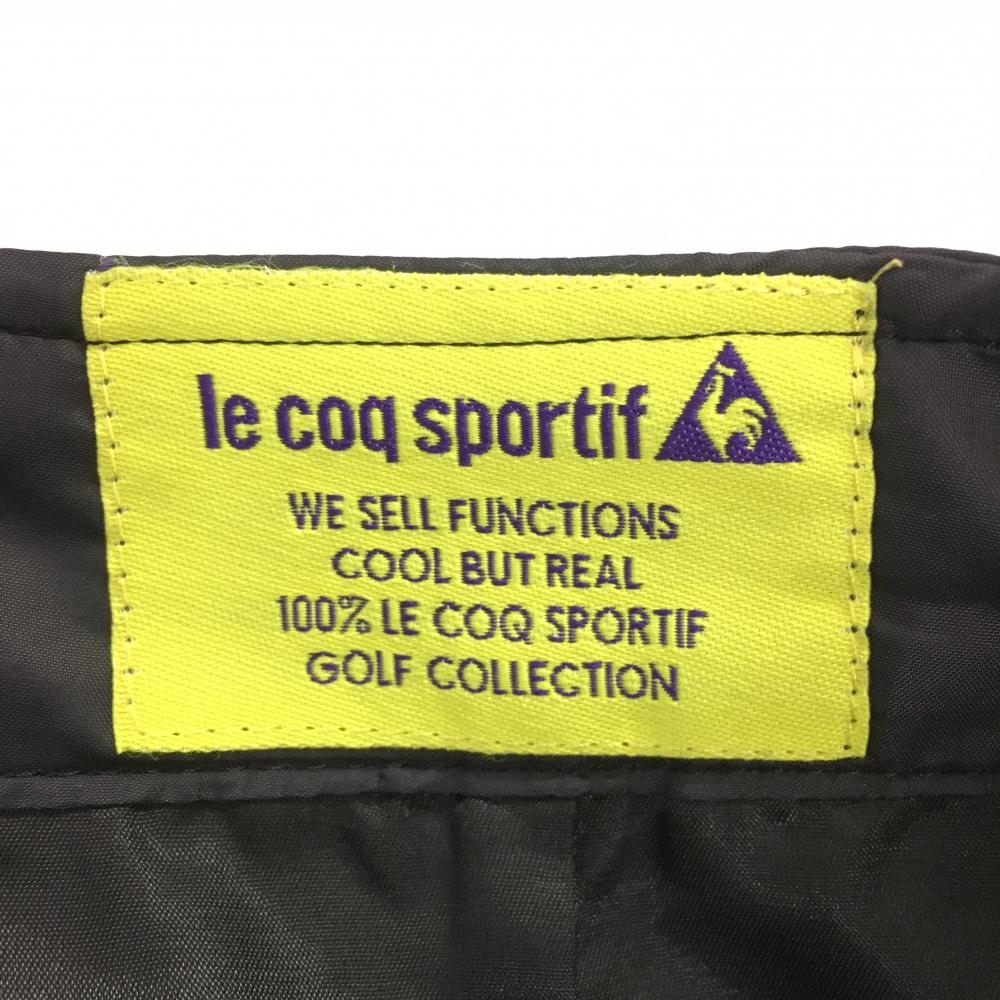 le coq sportif
WE SELL FUNCTIONS
COOL BUT REAL
100% LE COQ SPORTIF
GOLF COLLECTION